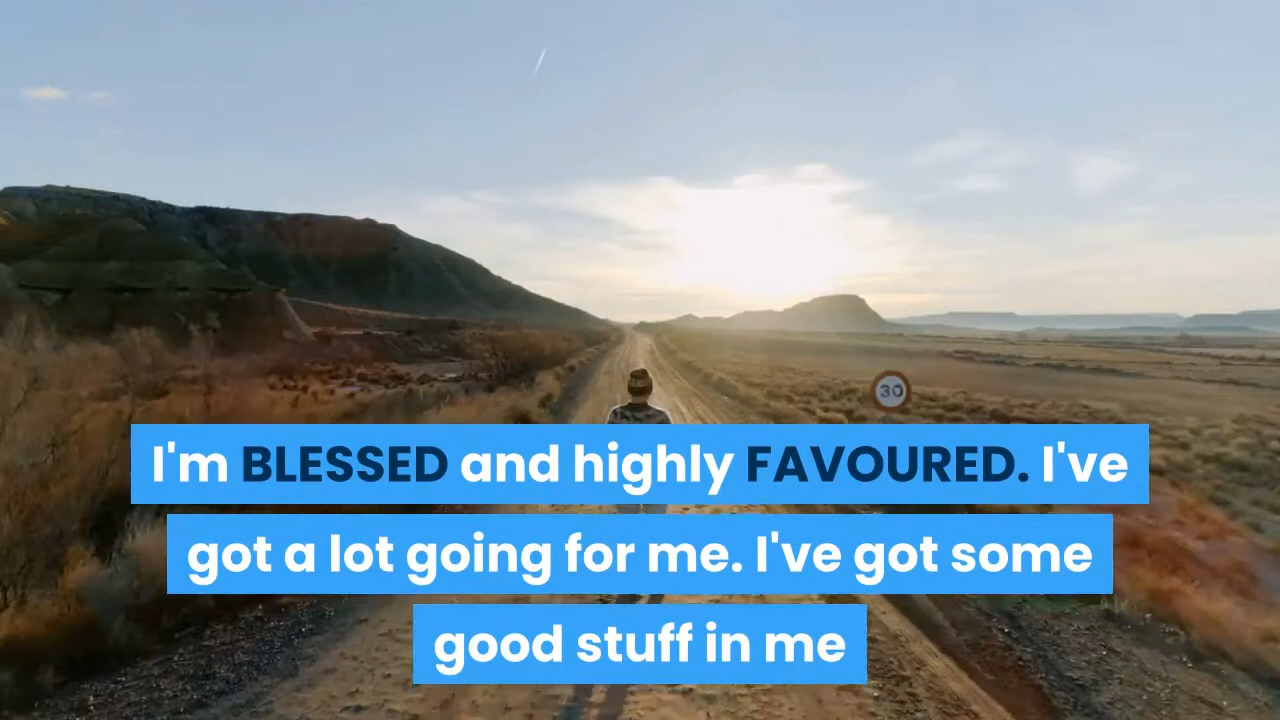 30
I'm BLESSED and highly FAVOURED. I've
got a lot going for me. I've got some
good stuff in me